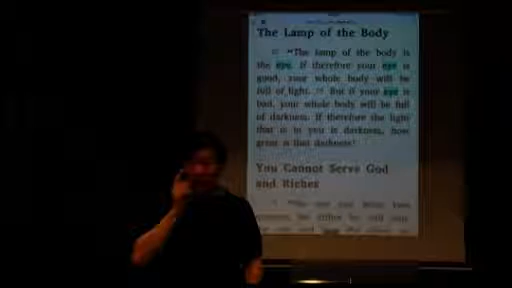 The Lamp of the Body
22 "The lamp of the body is
the eye. If therefore your eye is
good, your whole body will be
full of light. 23 But if your eye is
bad, your whole body will be full
of darkness. If therefore the light
that is in you is darkness, how
great is that darkness!
You Cannot Serve God
and Riches